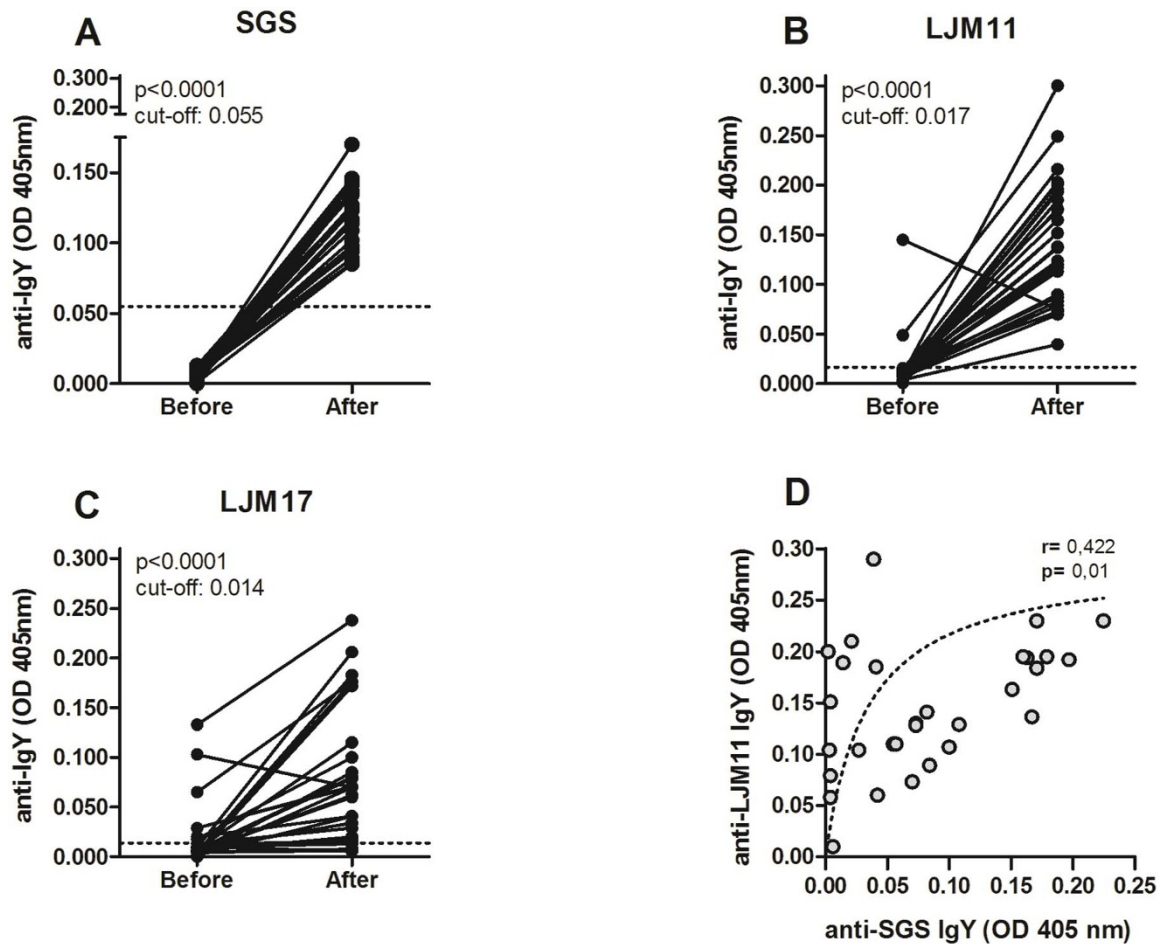 A
SGS
p<0.0001
cut-off: 0.055
anti-IgY (OD 405nm)
0.300
0.200
0.150
0.100
0.050
0.000
Before
After
B
LJM11
p<0.0001
cut-off: 0.017
anti-IgY (OD 405nm)
0.300
0.250
0.200
0.150
0.100
0.050
0.000
Before
After
C
LJM17
p<0.0001
cut-off: 0.014
anti-IgY (OD 405nm)
0.300
0.250
0.200
0.150
0.100
0.050
0.000
Before
After
D
r= 0,422
p= 0,01
anti-LJM11 IgY (OD 405nm)
0.30
0.25
0.20
0.15
0.10
0.05
0.00
0.00 0.05 0.10 0.15 0.20 0.25
anti-SGS IgY (OD 405 nm)